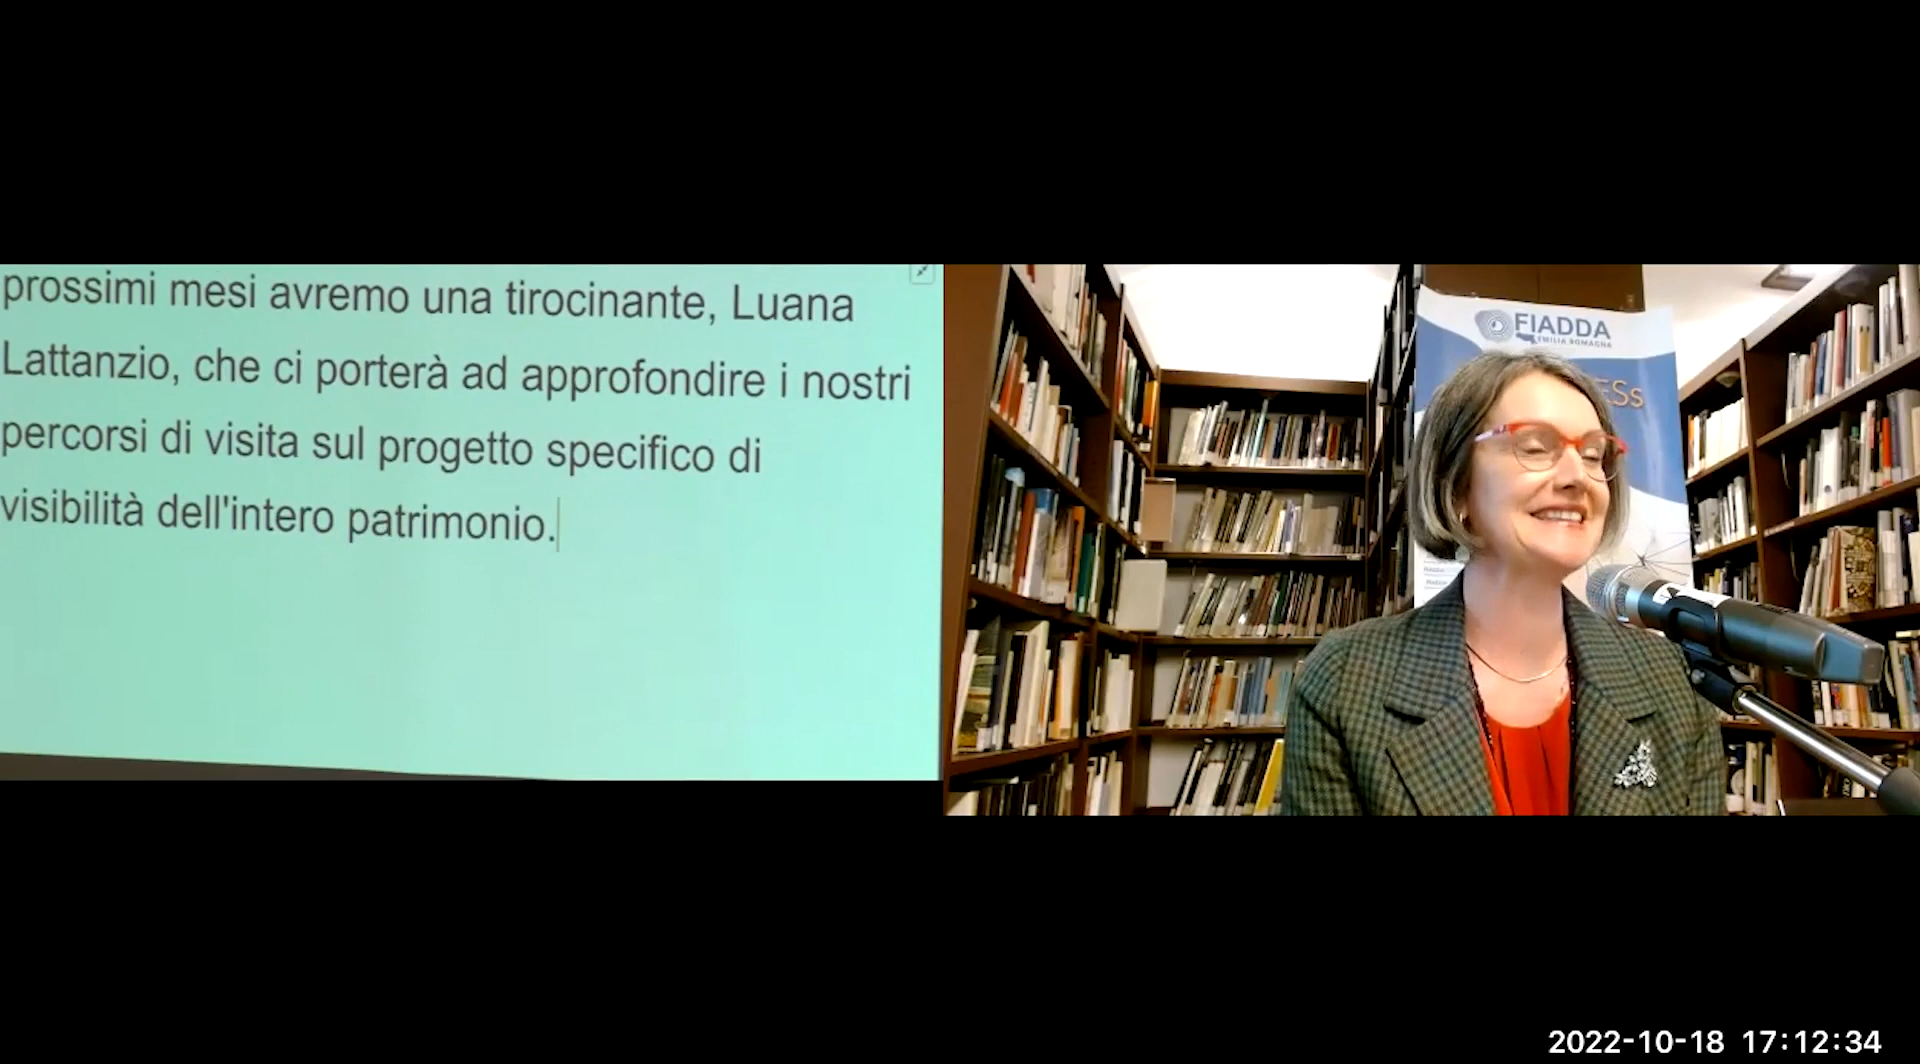 prossimi mesi avremo una tirocinante, Luana
Lattanzio, che ci porterà ad approfondire i nostri
percorsi di visita sul progetto specifico di
visibilità dell'intero patrimonio.
FIADDA
EMILIA ROMAGNA
2022-10-18 17:12:34